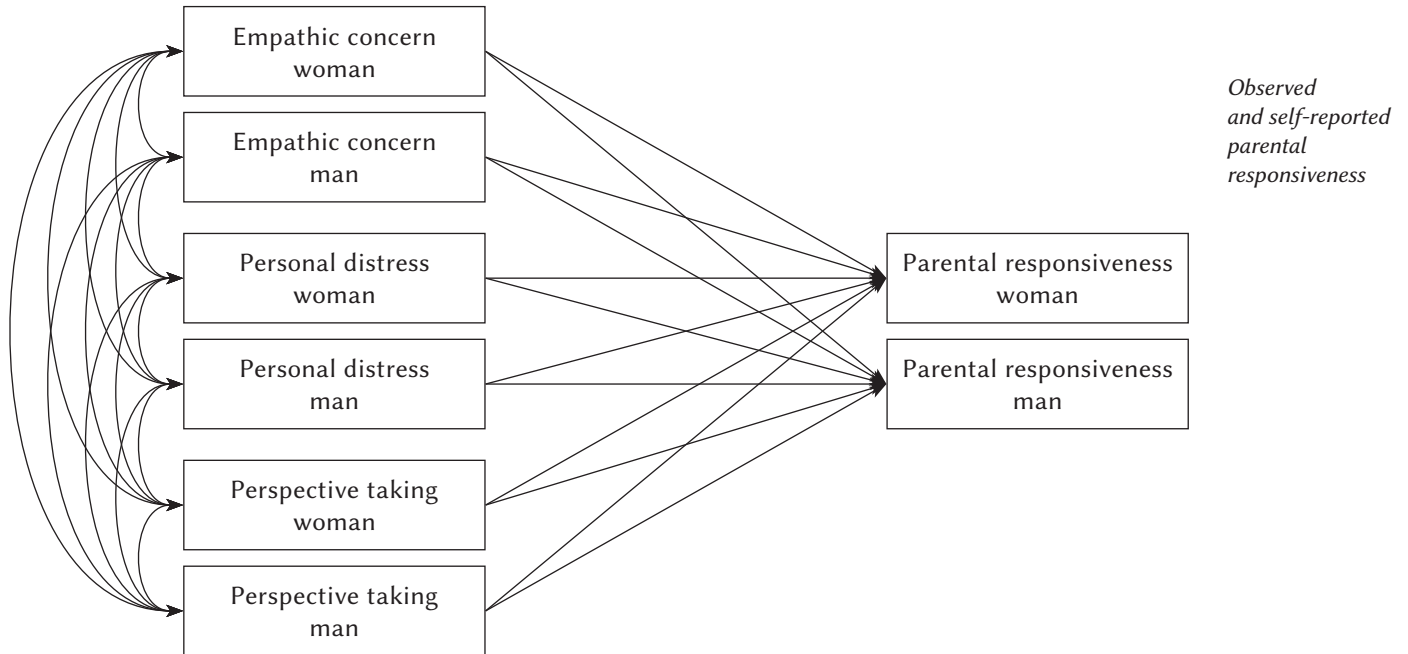 Empathic concern
woman
Empathic concern
man
Personal distress
woman
Personal distress
man
Perspective taking
woman
Perspective taking
man
Parental responsiveness
woman
Parental responsiveness
man
Observed
and self-reported
parental
responsiveness